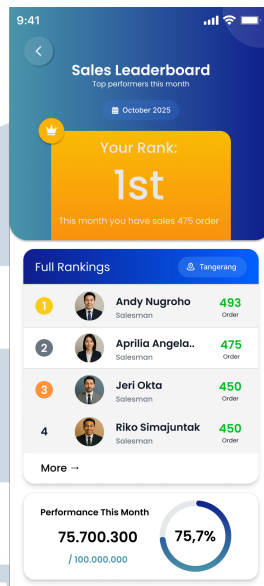 9:41
Sales Leaderboard
Top performers this month
October 2025
Your Rank:
1st
This month you have sales 475 order
Full Rankings
Tangerang
1
Andy Nugroho
Salesman
493
Order
2
Aprilia Angela..
Salesman
475
Order
3
Jeri Okta
Salesman
450
Order
4
Riko Simajuntak
Salesman
450
Order
More →
Performance This Month
75.700.300
/ 100.000.000
75,7%